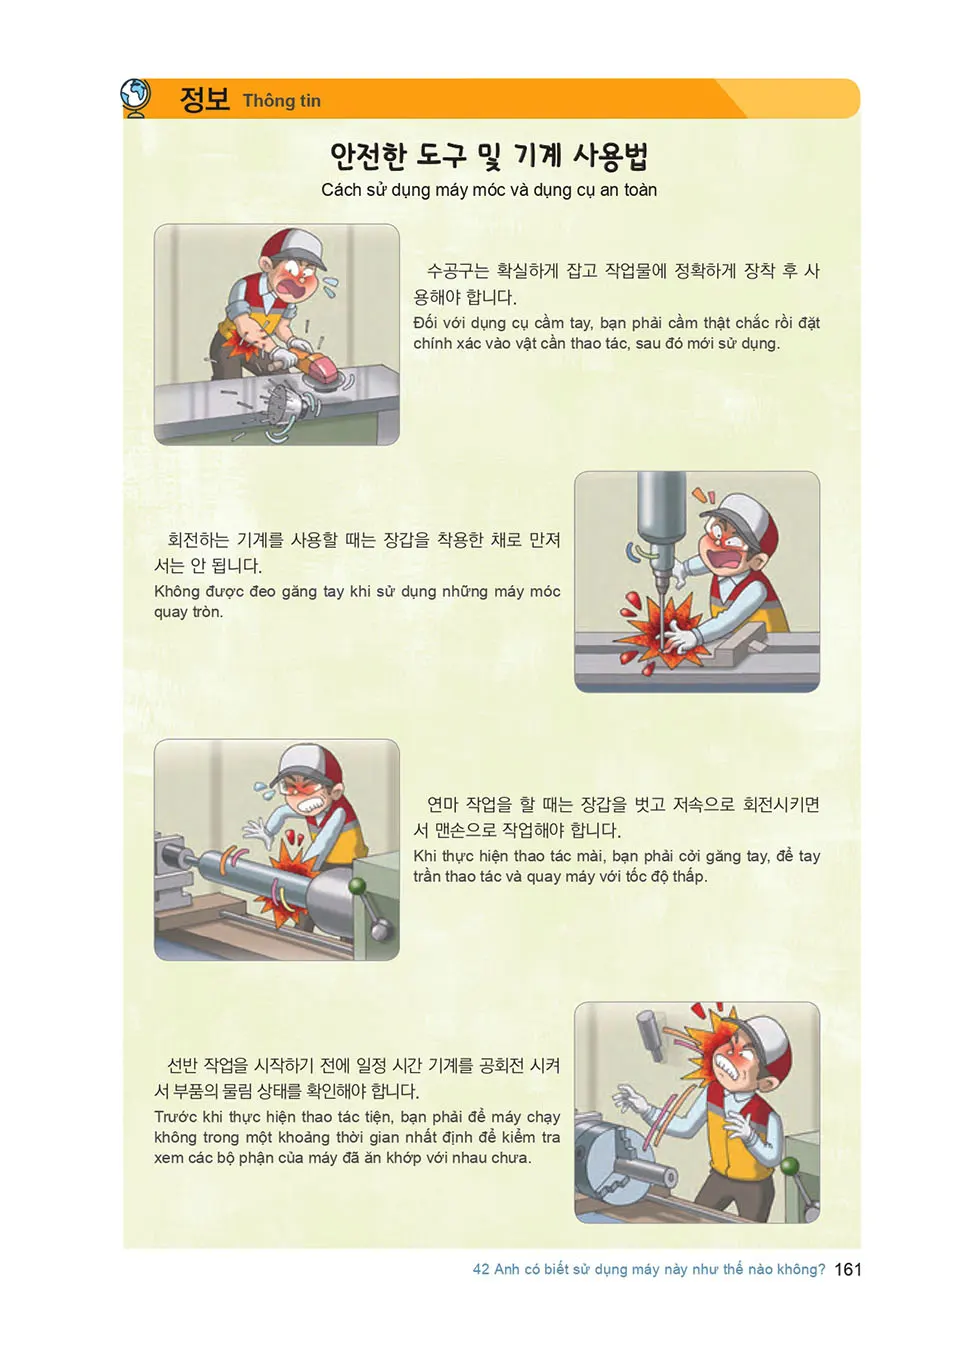 정보 Thông tin
안전한 도구 및 기계 사용법
Cách sử dụng máy móc và dụng cụ an toàn
수공구는 확실하게 잡고 작업물에 정확하게 장착 후 사
용해야 합니다.
Đối với dụng cụ cầm tay, bạn phải cầm thật chắc rồi đặt
chính xác vào vật cần thao tác, sau đó mới sử dụng.
회전하는 기계를 사용할 때는 장갑을 착용한 채로 만져
서는 안 됩니다.
Không được đeo găng tay khi sử dụng những máy móc
quay tròn.
연마 작업을 할 때는 장갑을 벗고 저속으로 회전시키면
서 맨손으로 작업해야 합니다.
Khi thực hiện thao tác mài, bạn phải cởi găng tay, để tay
trần thao tác và quay máy với tốc độ thấp.
선반 작업을 시작하기 전에 일정 시간 기계를 공회전 시켜
서 부품의 물림 상태를 확인해야 합니다.
Trước khi thực hiện thao tác tiện, bạn phải để máy chạy
không trong một khoảng thời gian nhất định để kiểm tra
xem các bộ phận của máy đã ăn khớp với nhau chưa.
42 Anh có biết sử dụng máy này như thế nào không? 161